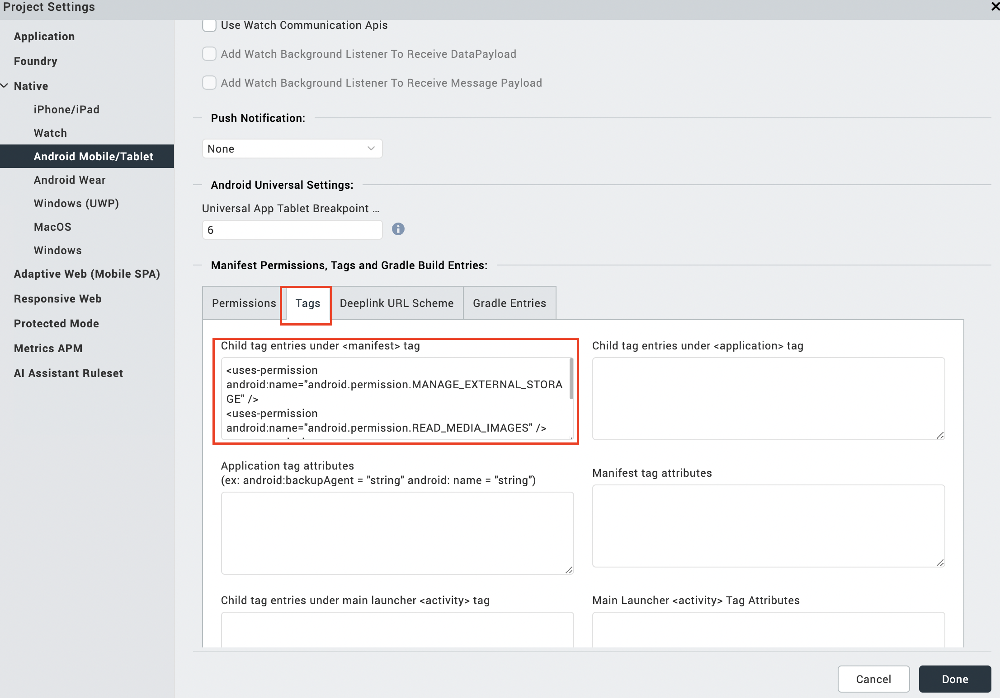 Project Settings
Application
Foundry
Native
iPhone/iPad
Watch
Android Mobile/Tablet
Android Wear
Windows (UWP)
MacOS
Windows
Adaptive Web (Mobile SPA)
Responsive Web
Protected Mode
Metrics APM
AI Assistant Ruleset
Use Watch Communication Apis
Add Watch Background Listener To Receive DataPayload
Add Watch Background Listener To Receive Message Payload
Push Notification:
None
Android Universal Settings:
Universal App Tablet Breakpoint ...
6
Manifest Permissions, Tags and Gradle Build Entries:
Permissions
Tags
Deeplink URL Scheme
Gradle Entries
Child tag entries under <manifest> tag
<uses-permission
android:name="android.permission.MANAGE_EXTERNAL_STORA
GE" />
<uses-permission
android:name="android.permission.READ_MEDIA_IMAGES" />
Child tag entries under <application> tag
Application tag attributes
(ex: android:backupAgent = "string" android: name = "string")
Manifest tag attributes
Child tag entries under main launcher <activity> tag
Main Launcher <activity> Tag Attributes
Cancel
Done